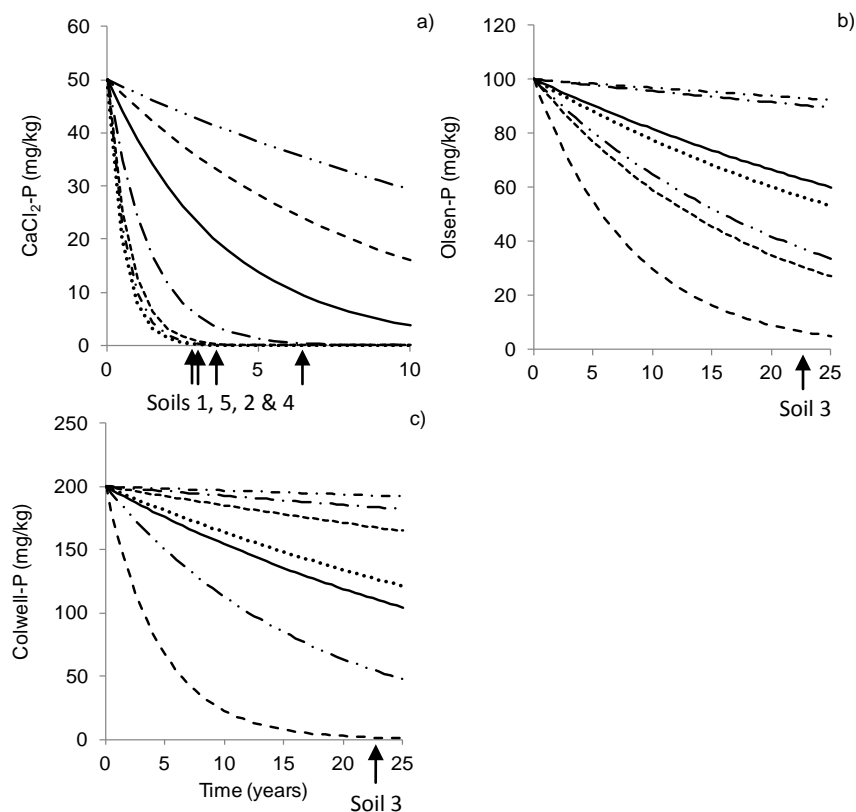 a)
60
50
40
30
20
10
0
CaCl₂-P (mg/kg)
0 5 10
Soils 1, 5, 2 & 4
b)
120
100
80
60
40
20
0
Olsen-P (mg/kg)
0 5 10 15 20 25
Soil 3
c)
250
200
150
100
50
0
Colwell-P (mg/kg)
0 5 10 15 20 25
Time (years)
Soil 3